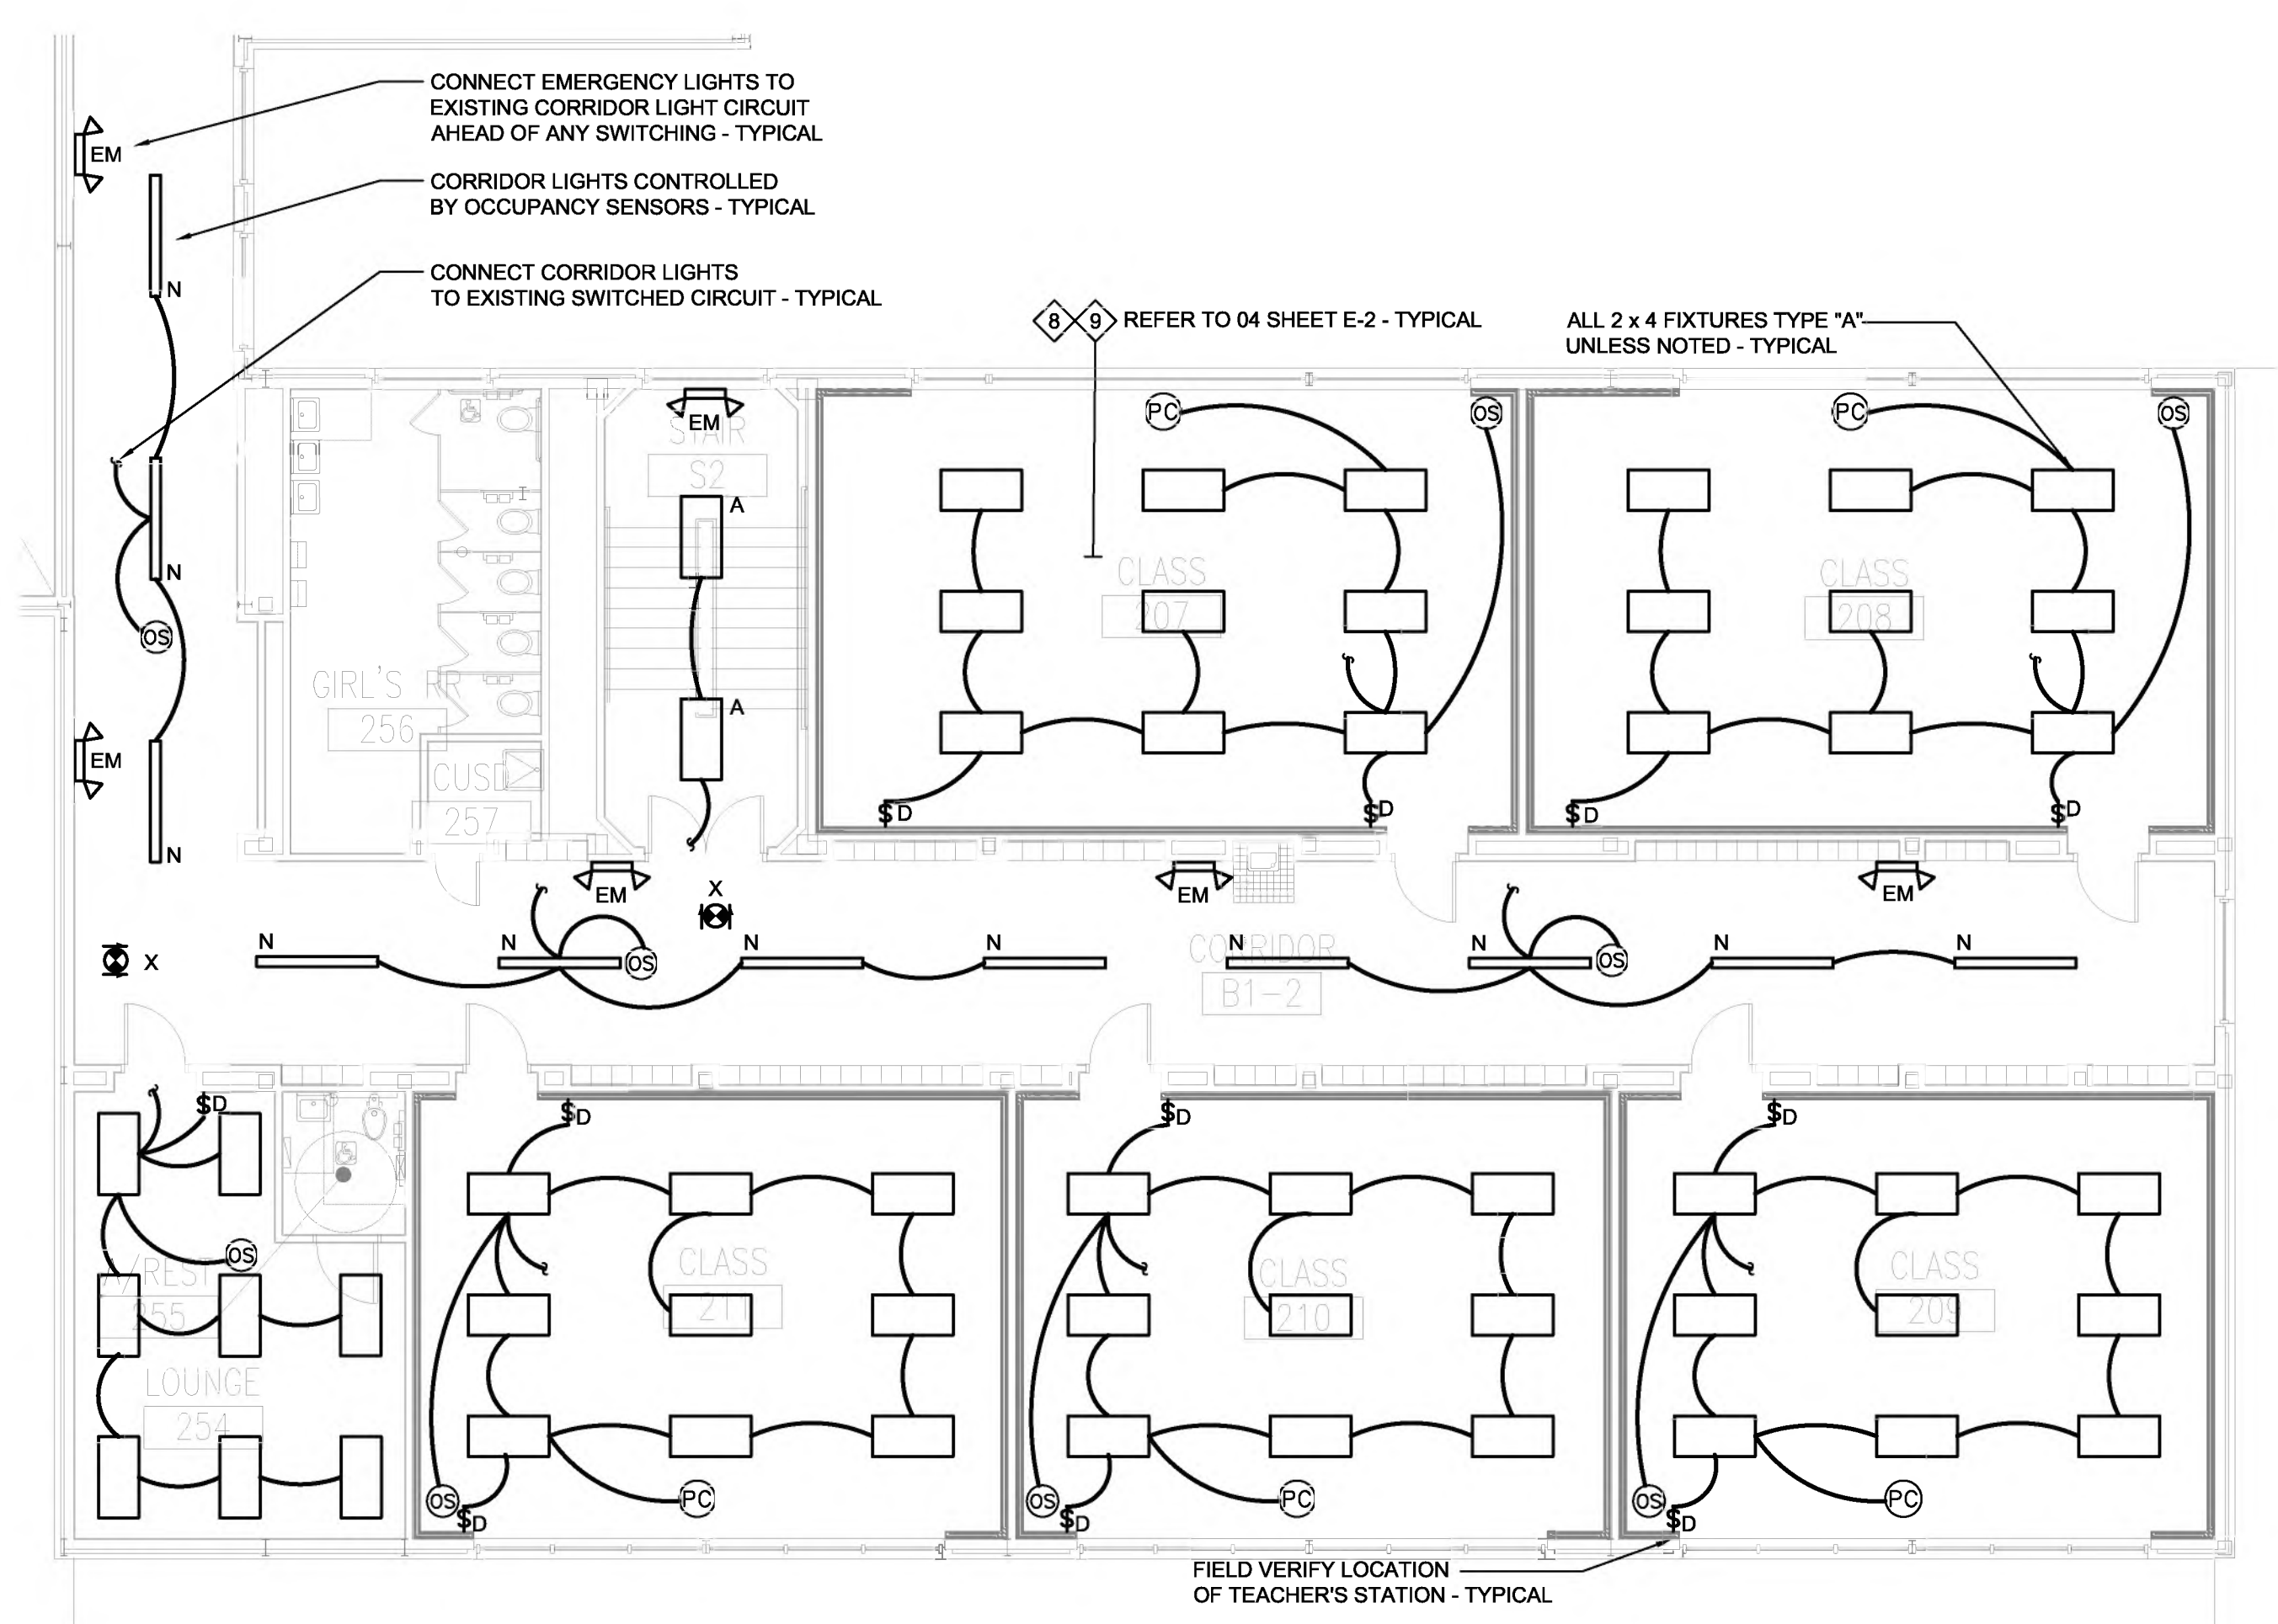 CONNECT EMERGENCY LIGHTS TO
EXISTING CORRIDOR LIGHT CIRCUIT
AHEAD OF ANY SWITCHING - TYPICAL
EM
CORRIDOR LIGHTS CONTROLLED
BY OCCUPANCY SENSORS - TYPICAL
N
CONNECT CORRIDOR LIGHTS
TO EXISTING SWITCHED CIRCUIT - TYPICAL
8 9 REFER TO 04 SHEET E-2 - TYPICAL
ALL 2 x 4 FIXTURES TYPE "A"
UNLESS NOTED - TYPICAL
EM
STAIR
S2
A
A
PC
OS
PC
OS
N
OS
CLASS
207
CLASS
208
GIRL'S RR
256
CUSD
257
EM
N
$D
$D
$D
$D
EM
X
EM
EM
X
N
N
OS
N
N
CORRIDOR
B1-2
N
N
OS
N
N
$D
$D
$D
$D
OS
A/REST
255
LOUNGE
254
CLASS
211
CLASS
210
CLASS
209
OS
$D
PC
OS
$D
PC
OS
$D
PC
FIELD VERIFY LOCATION
OF TEACHER'S STATION - TYPICAL